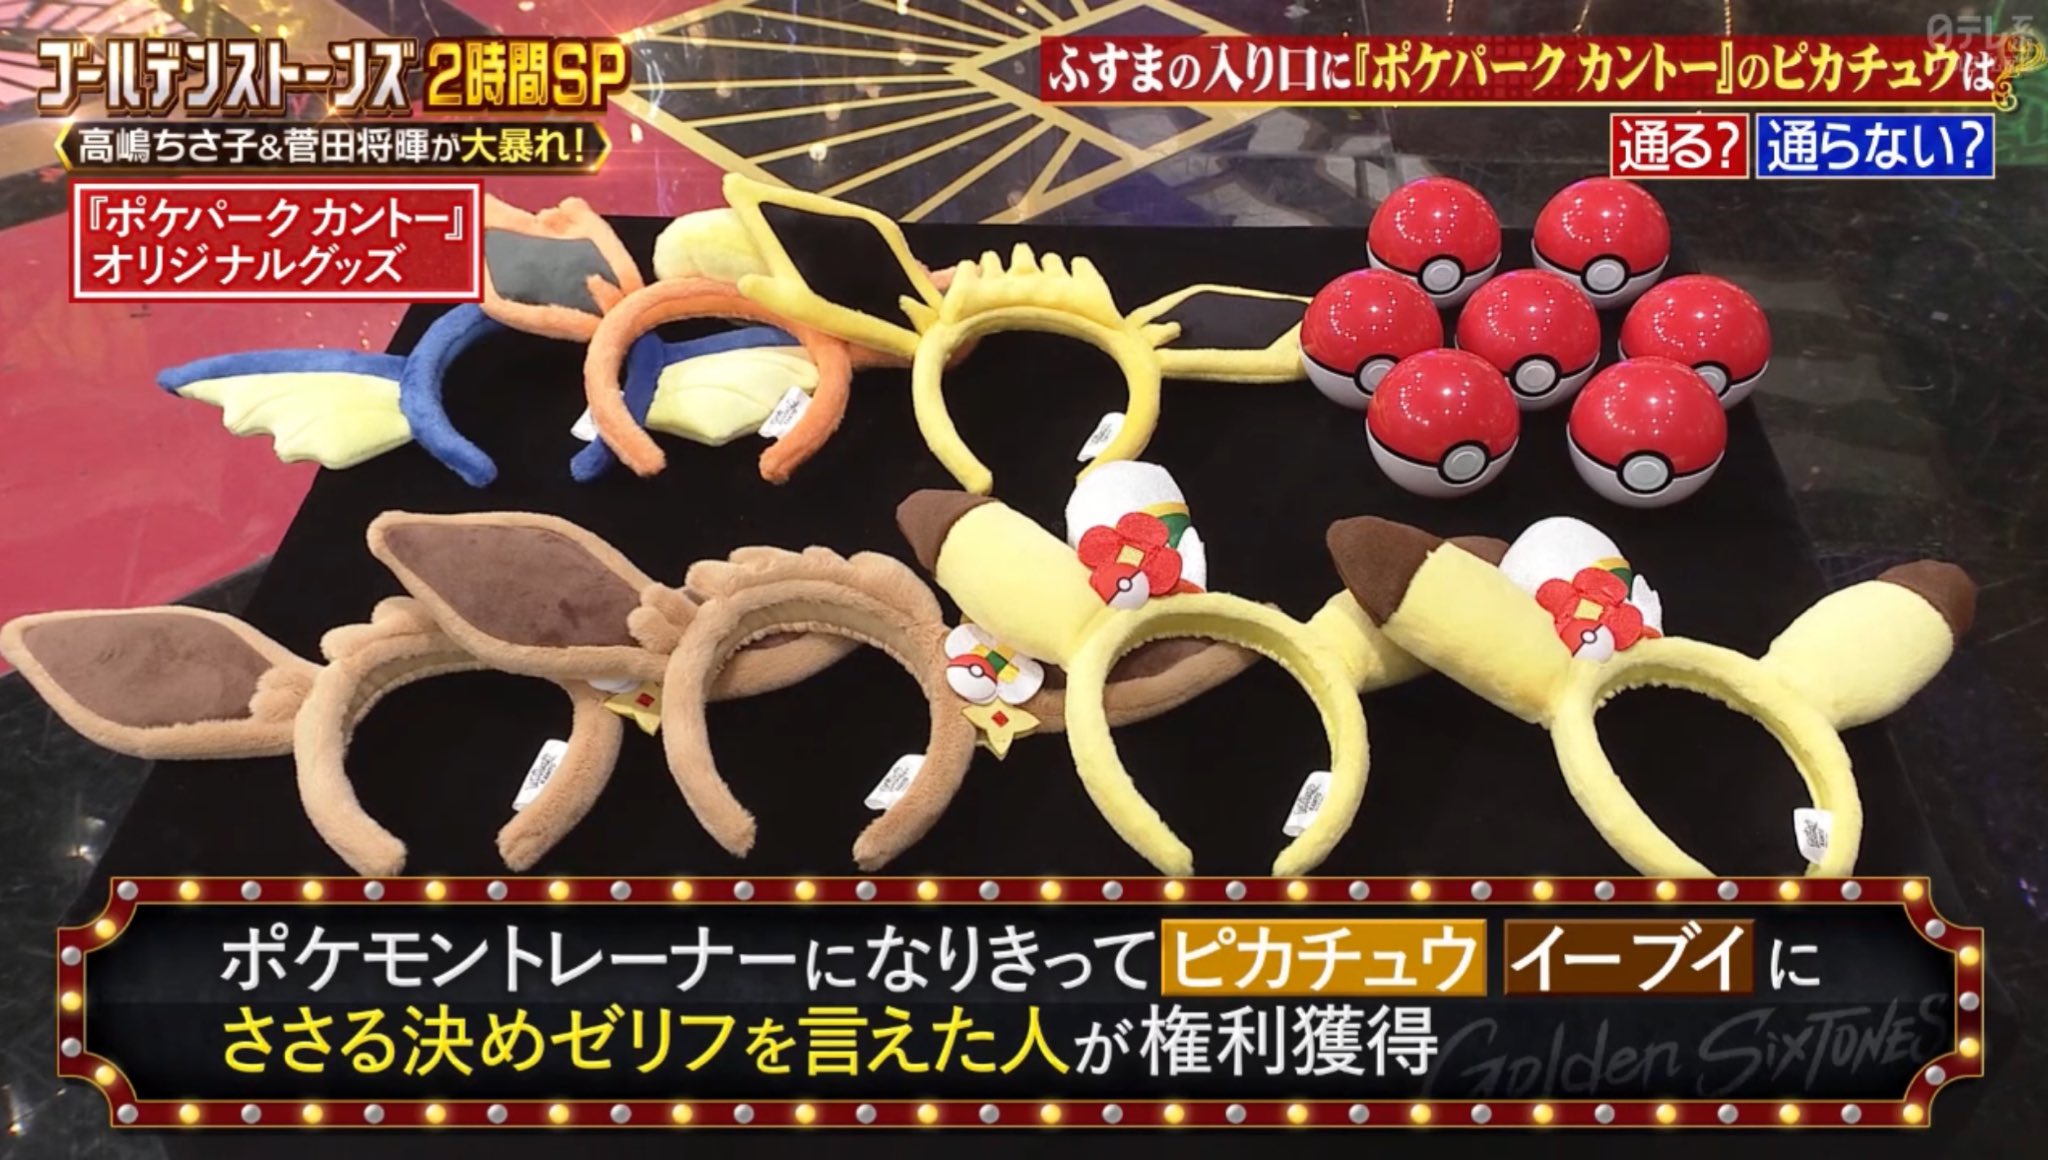 ゴールデンストーンズ2時間SP
高嶋ちさ子&菅田将暉が大暴れ!
『ポケパーク カントー』
オリジナルグッズ
日テレ
ふすまの入り口に『ポケパーク カントー』のピカチュウは
通る? 通らない?
ポケモントレーナーになりきってピカチュウ イーブイに
ささる決めゼリフを言えた人が権利獲得
Golden SixTONES